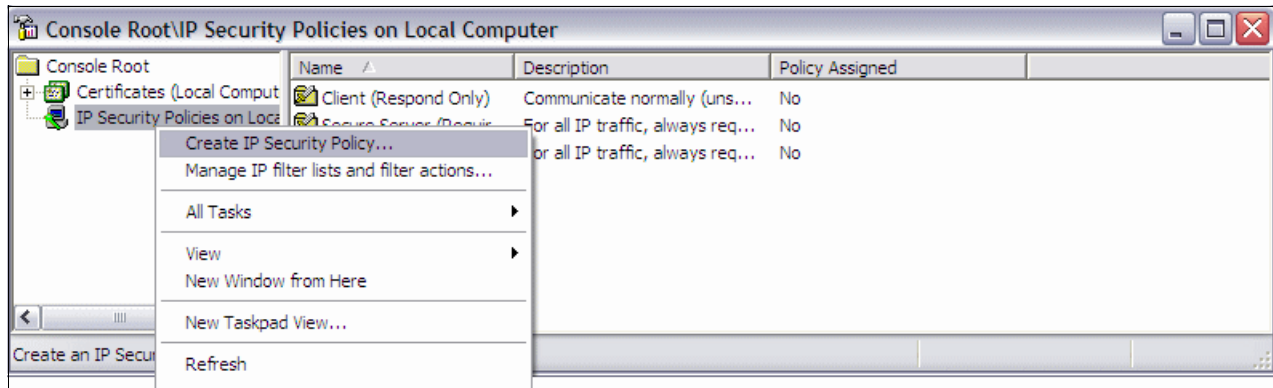 Console Root\IP Security Policies on Local Computer
Console Root
Name Description Policy Assigned
Certificates (Local Comput
Client (Respond Only) Communicate normally (uns... No
IP Security Policies on Loca
Secure Server (Requir For all IP traffic, always req... No
or all IP traffic, always req... No
Create IP Security Policy...
Manage IP filter lists and filter actions...
All Tasks
View
New Window from Here
New Taskpad View...
Refresh
Create an IP Secur